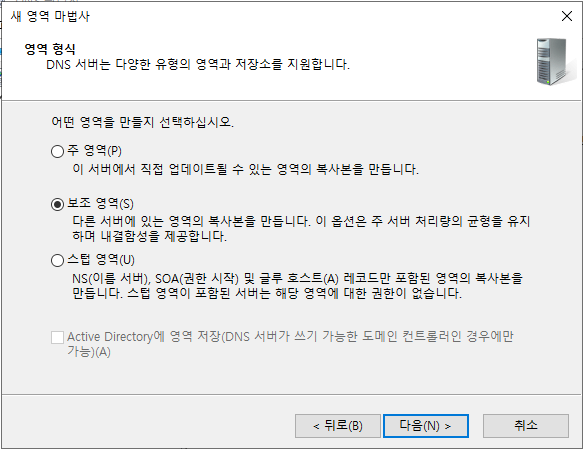 새 영역 마법사
영역 형식
DNS 서버는 다양한 유형의 영역과 저장소를 지원합니다.
어떤 영역을 만들지 선택하십시오.
주 영역(P)
이 서버에서 직접 업데이트될 수 있는 영역의 복사본을 만듭니다.
보조 영역(S)
다른 서버에 있는 영역의 복사본을 만듭니다. 이 옵션은 주 서버 처리량의 균형을 유지
하며 내결함성을 제공합니다.
스텁 영역(U)
NS(이름 서버), SOA(권한 시작) 및 글루 호스트(A) 레코드만 포함된 영역의 복사본을
만듭니다. 스텁 영역이 포함된 서버는 해당 영역에 대한 권한이 없습니다.
Active Directory에 영역 저장(DNS 서버가 쓰기 가능한 도메인 컨트롤러인 경우에만
가능)(A)
< 뒤로(B) 다음(N) > 취소